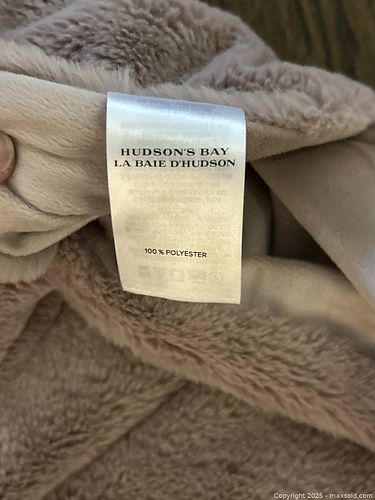 HUDSON'S BAY
LA BAIE D'HUDSON
100 % POLYESTER
Copyright 2025 - maxsold.com